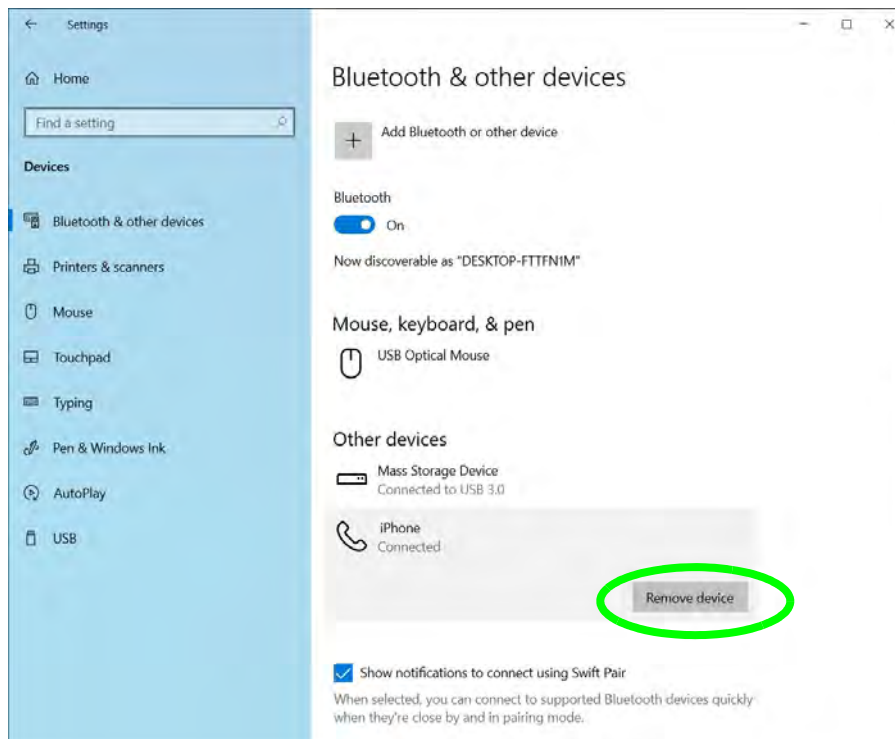 Settings
Home
Find a setting
Devices
Bluetooth & other devices
Printers & scanners
Mouse
Touchpad
Typing
Pen & Windows Ink
AutoPlay
USB
Bluetooth & other devices
Add Bluetooth or other device
Bluetooth
On
Now discoverable as "DESKTOP-FTTFN1M"
Mouse, keyboard, & pen
USB Optical Mouse
Other devices
Mass Storage Device
Connected to USB 3.0
iPhone
Connected
Remove device
Show notifications to connect using Swift Pair
When selected, you can connect to supported Bluetooth devices quickly
when they're close by and in pairing mode.